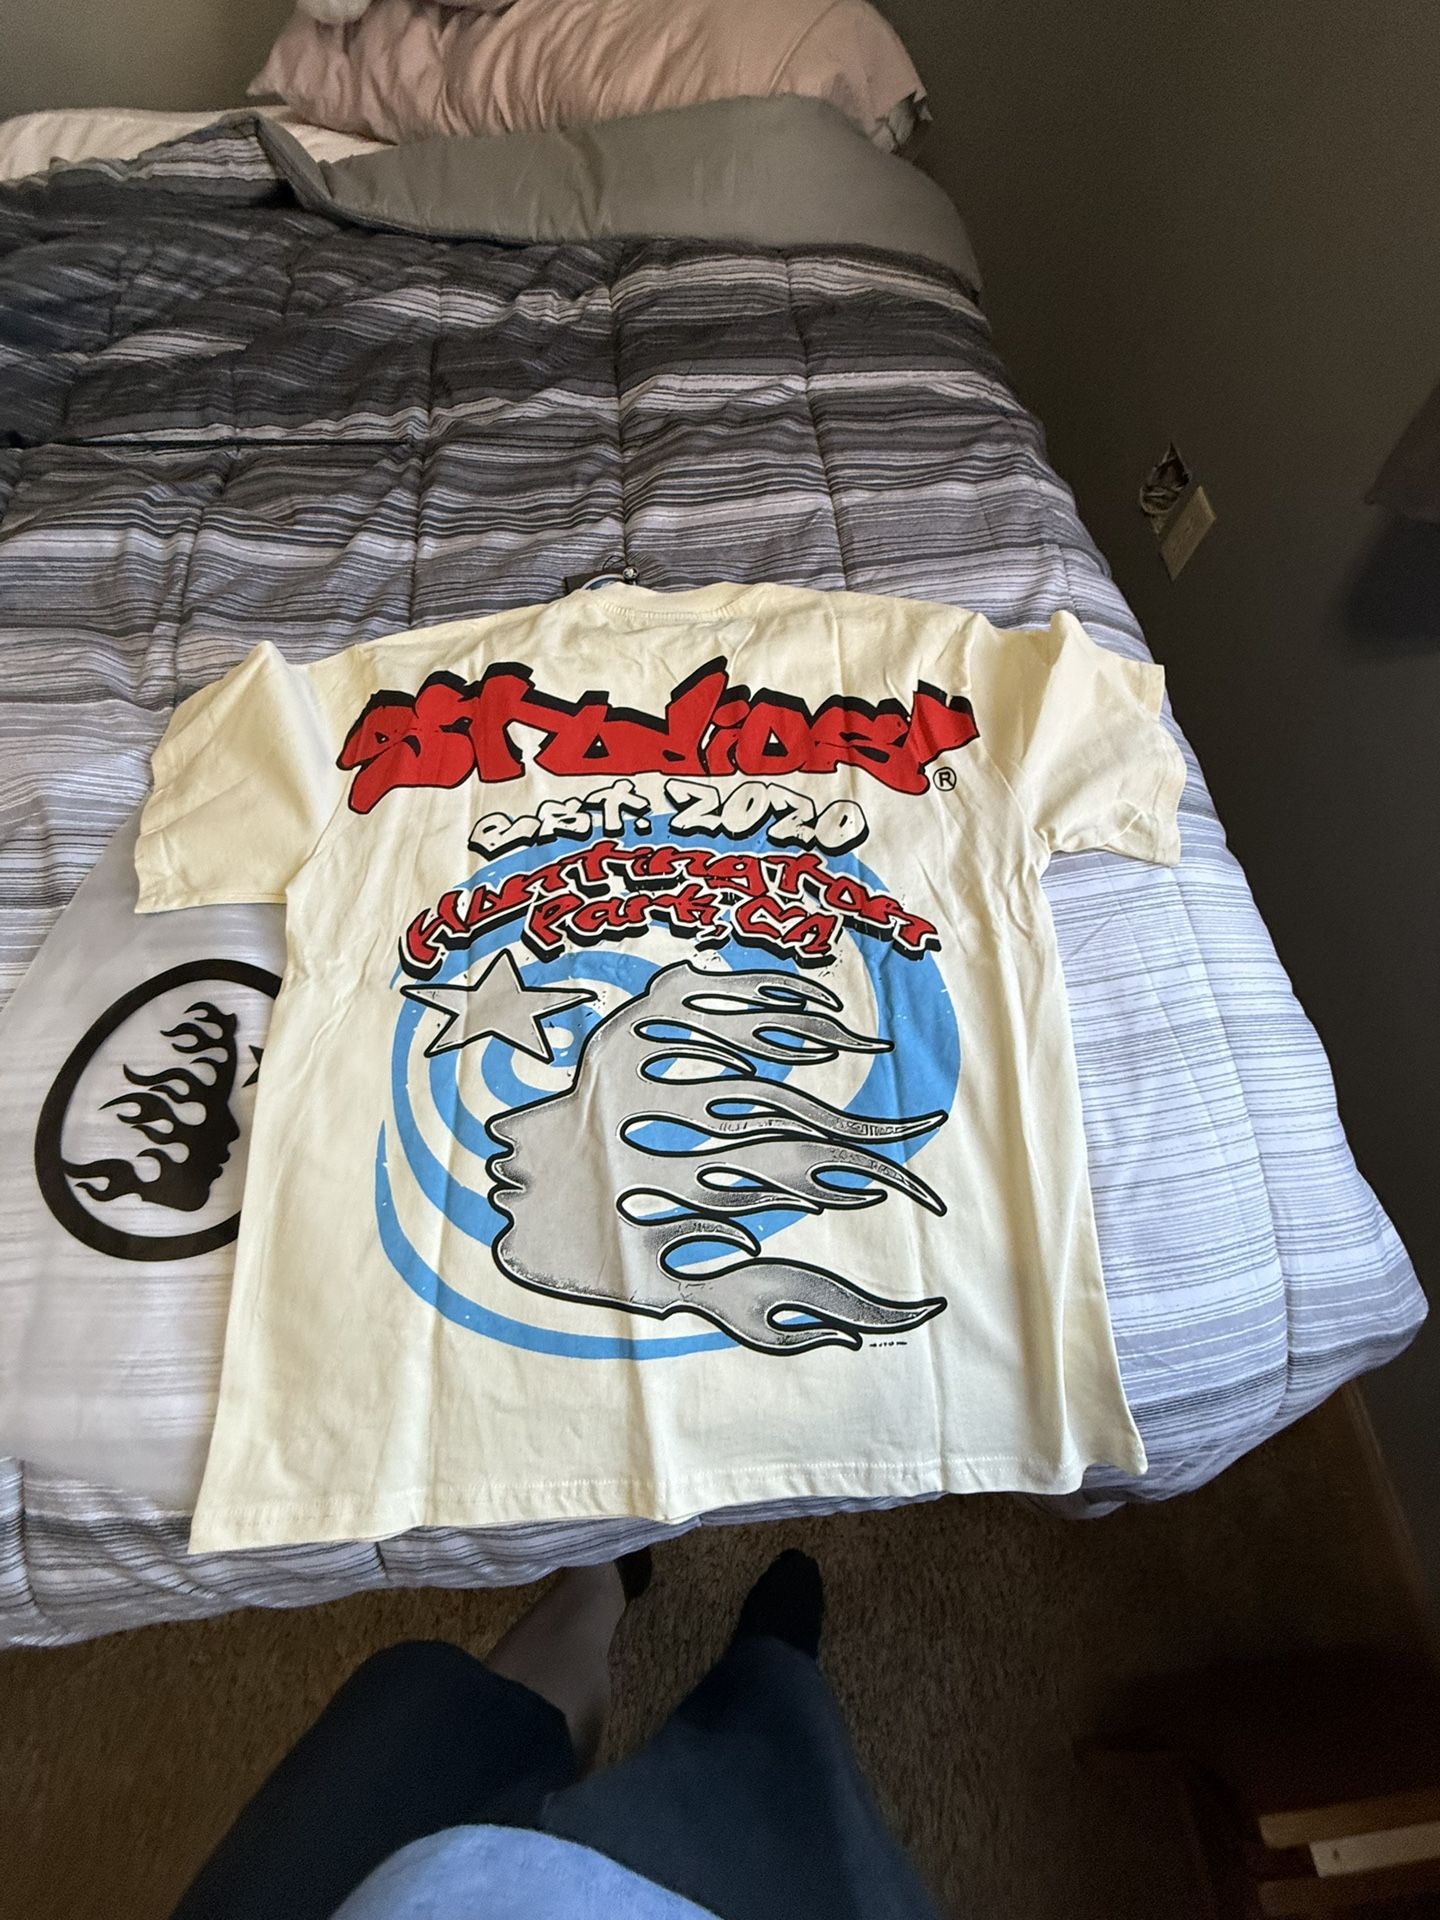 Studios
®
EST. 2020
Huntington
Park, CA